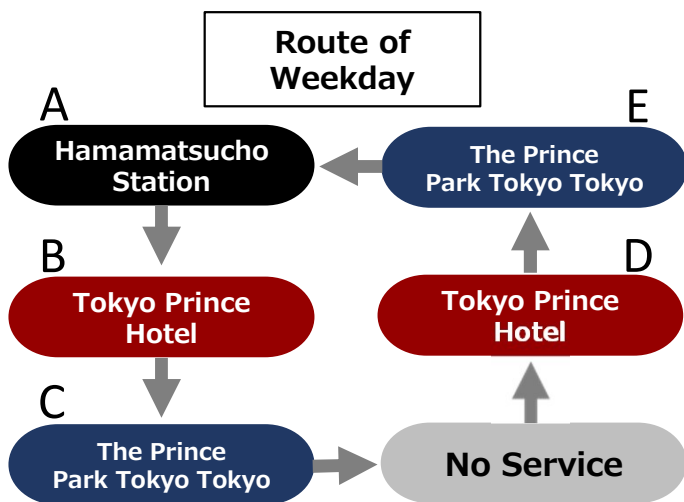 Route of
Weekday
A
Hamamatsucho
Station
B
Tokyo Prince
Hotel
C
The Prince
Park Tokyo Tokyo
No Service
D
Tokyo Prince
Hotel
E
The Prince
Park Tokyo Tokyo